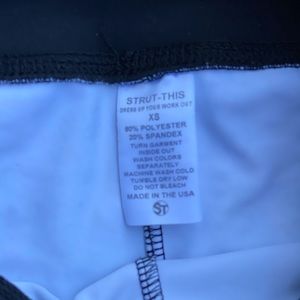 STRUT-THIS
DRESS UP YOUR WORK OUT
XS
80% POLYESTER
20% SPANDEX
TURN GARMENT
INSIDE OUT
WASH COLORS
SEPARATELY
MACHINE WASH COLD
TUMBLE DRY LOW
DO NOT BLEACH
MADE IN THE USA
ST